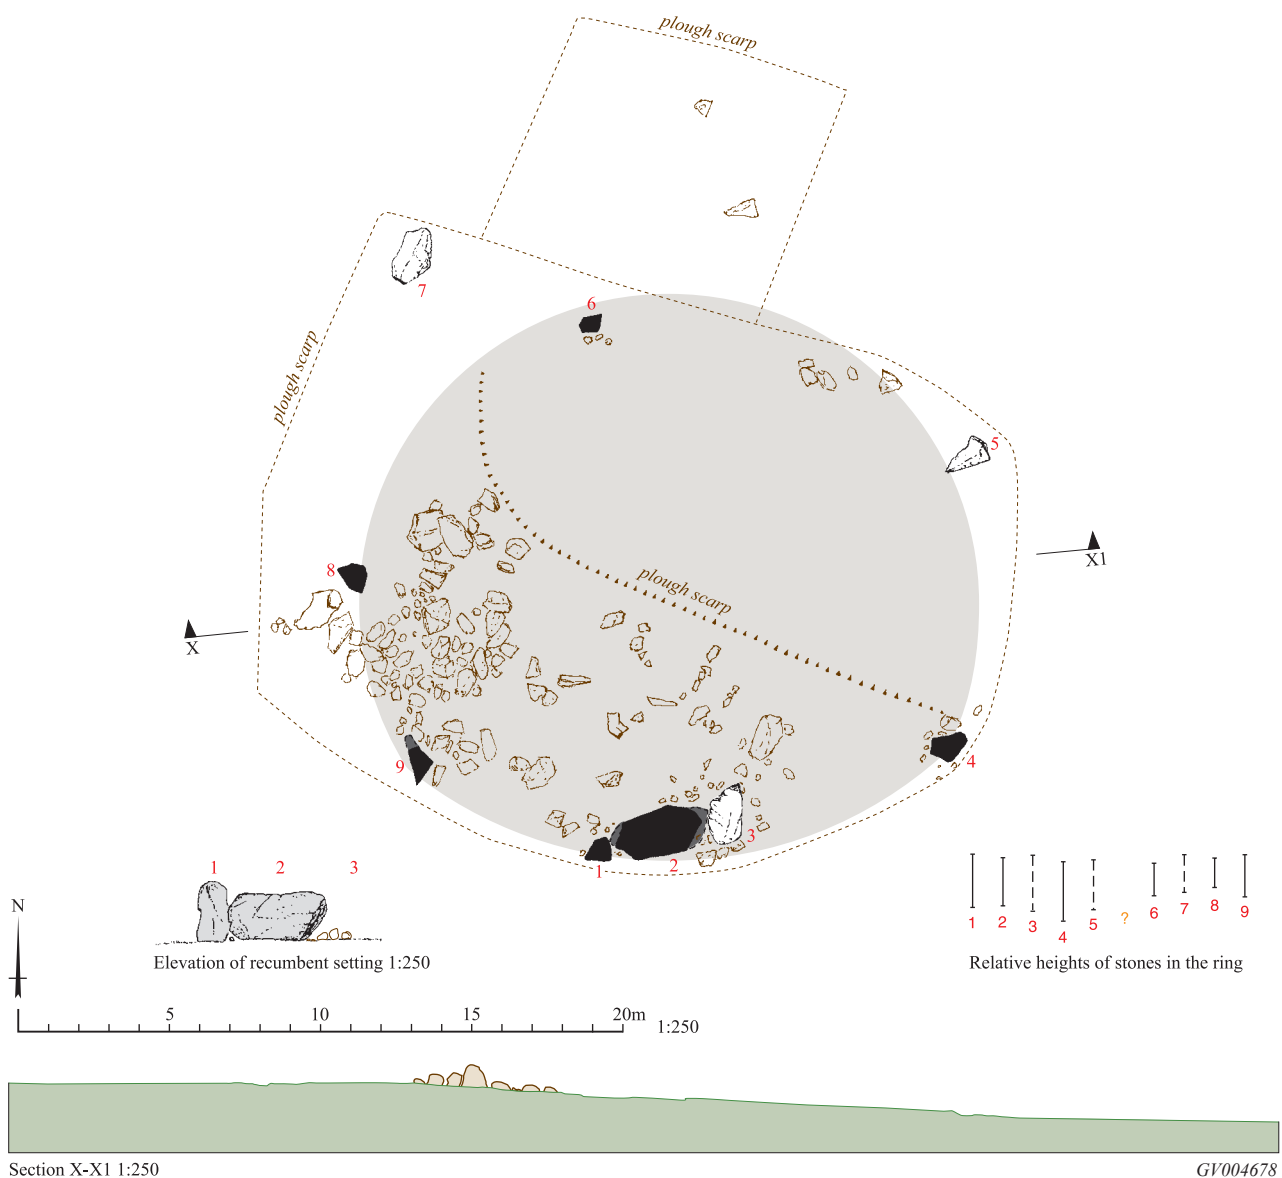 plough scarp
6
7
plough scarp
5
8
X1
plough scarp
X
9
4
3
1
2
1 2 3
Elevation of recumbent setting 1:250
1 2 3 4 5 ? 6 7 8 9
Relative heights of stones in the ring
N
5 10 15 20m 1:250
Section X-X1 1:250
GV004678